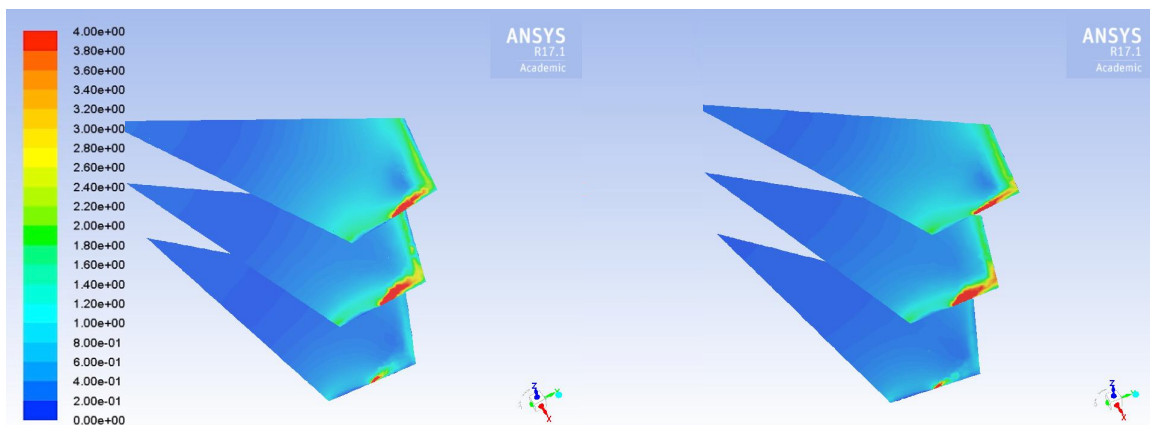 4.00e+00
3.80e+00
3.60e+00
3.40e+00
3.20e+00
3.00e+00
2.80e+00
2.60e+00
2.40e+00
2.20e+00
2.00e+00
1.80e+00
1.60e+00
1.40e+00
1.20e+00
1.00e+00
8.00e-01
6.00e-01
4.00e-01
2.00e-01
0.00e+00
ANSYS
R17.1
Academic
Z
Y
X
ANSYS
R17.1
Academic
Z
Y
X